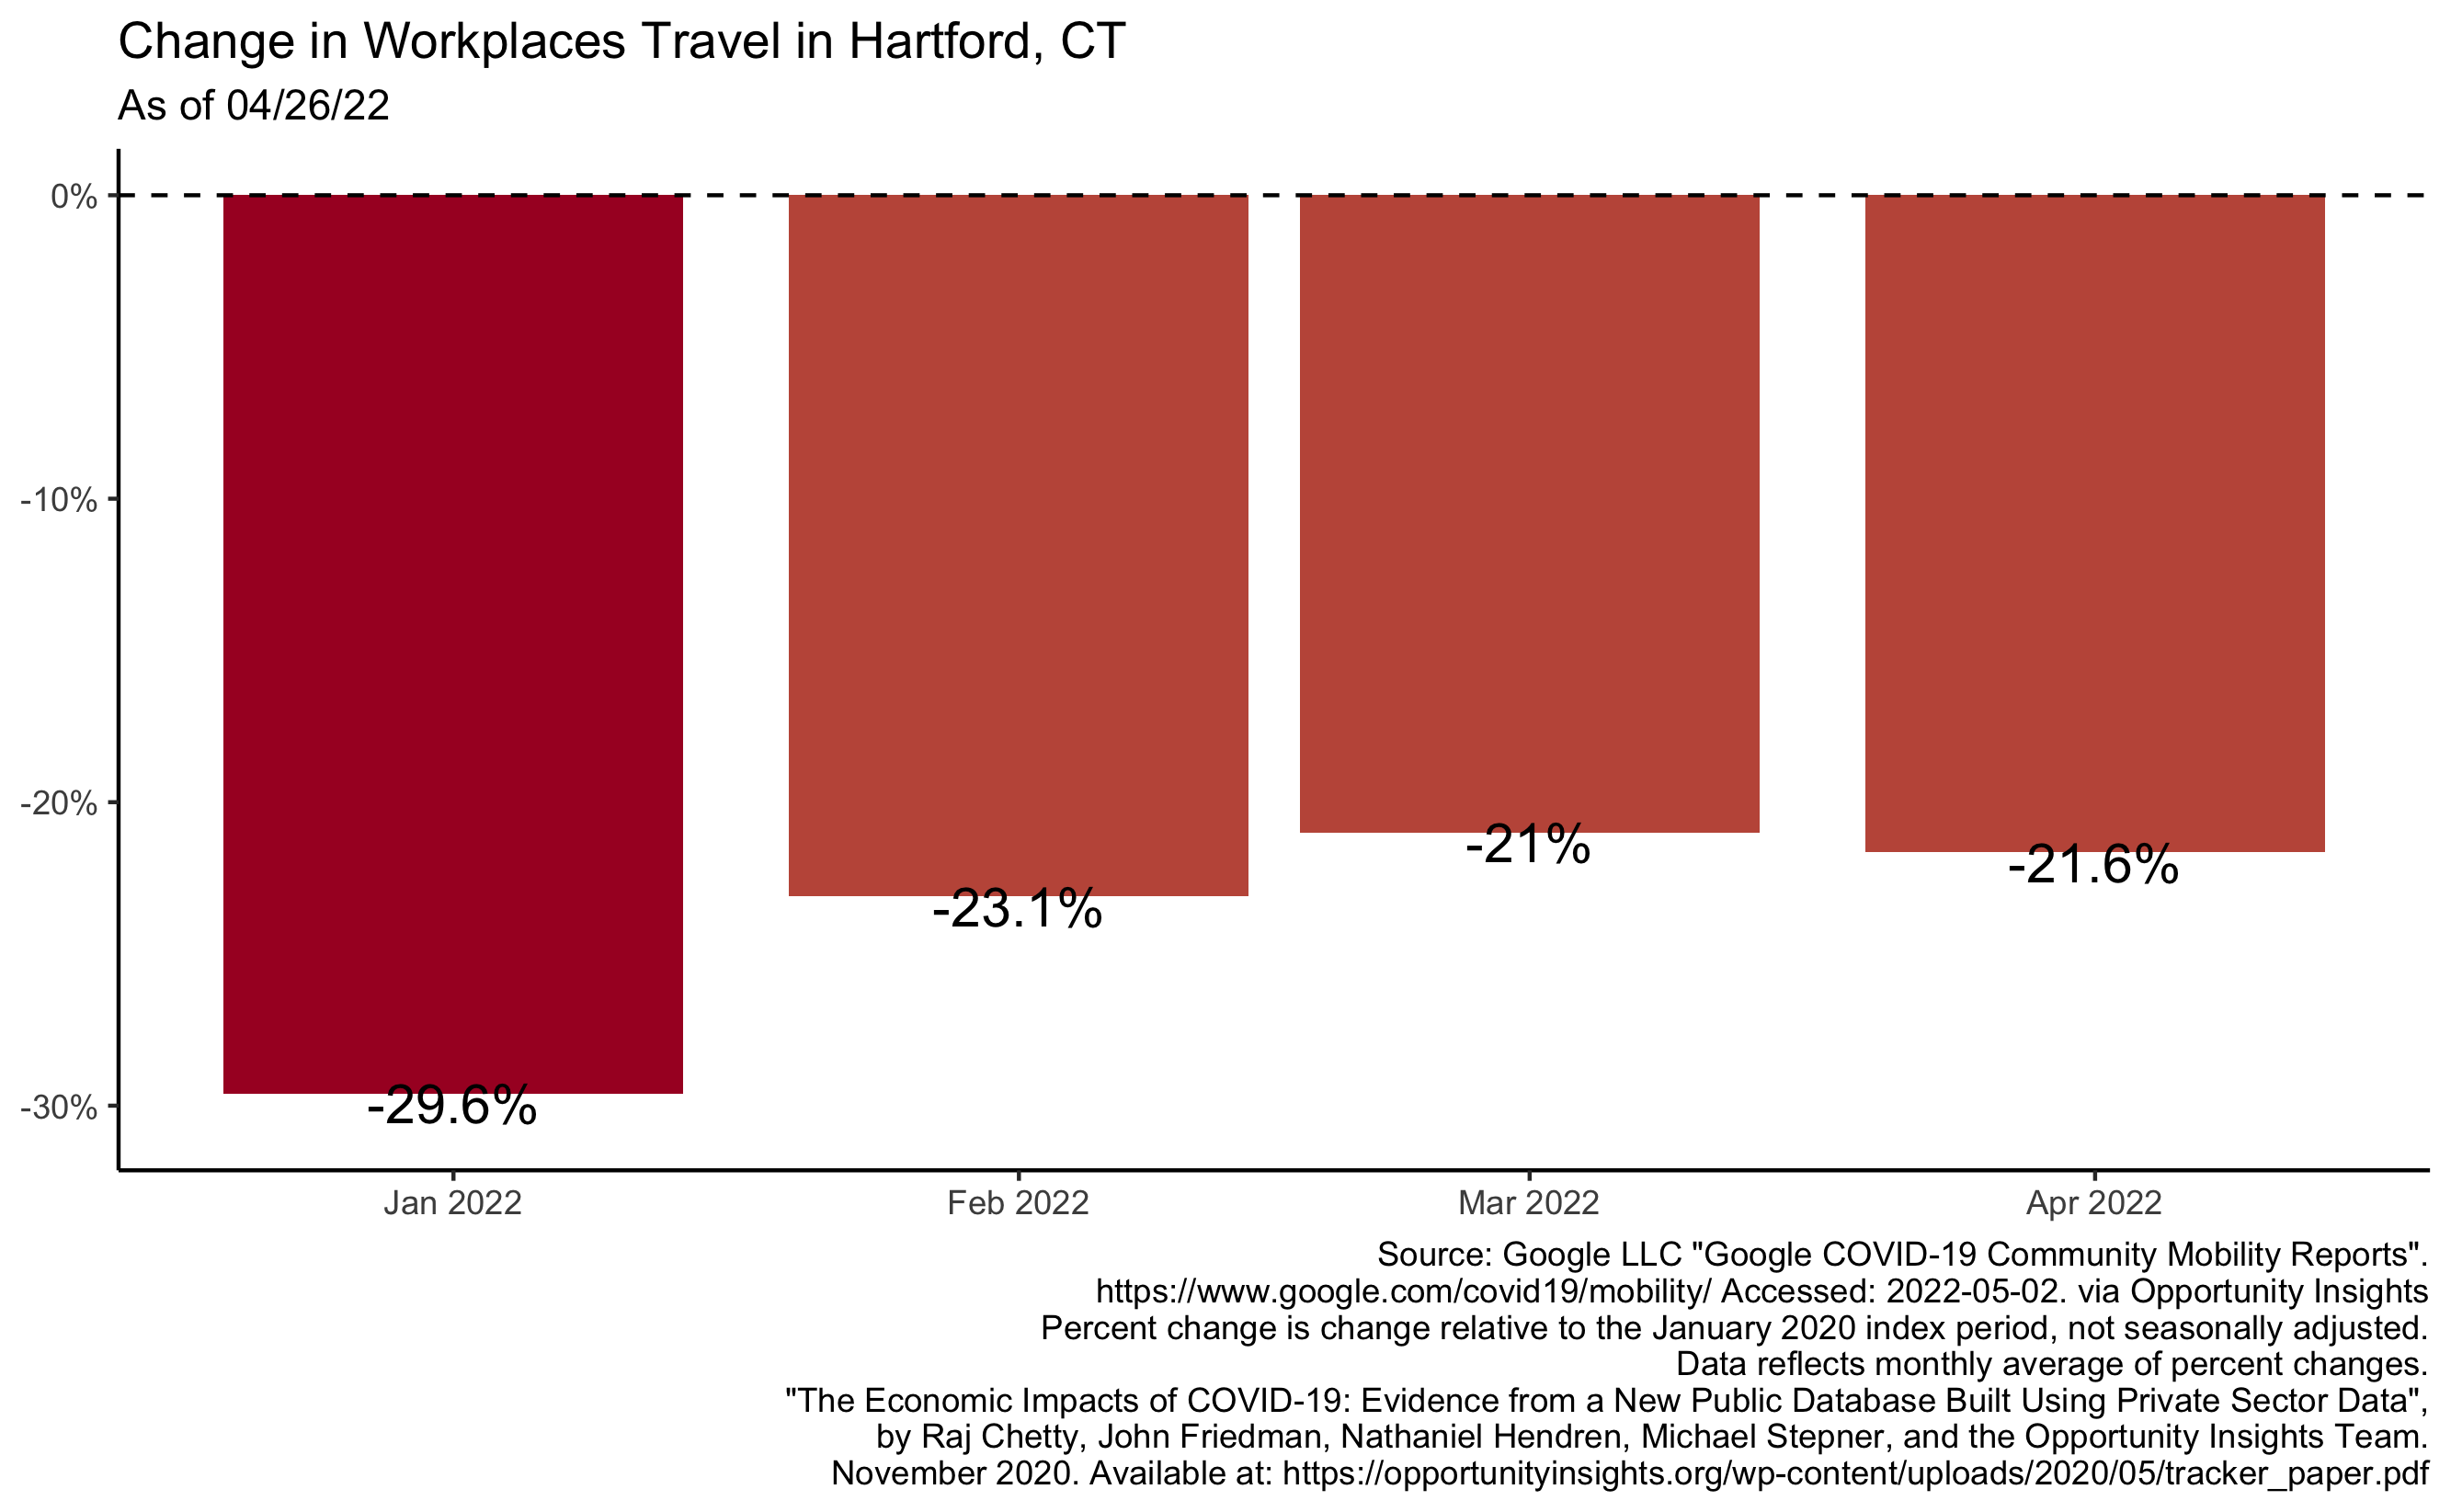 Change in Workplaces Travel in Hartford, CT
As of 04/26/22
0%
-10%
-20%
-30%
-29.6%
-23.1%
-21%
-21.6%
Jan 2022
Feb 2022
Mar 2022
Apr 2022
Source: Google LLC "Google COVID-19 Community Mobility Reports".
https://www.google.com/covid19/mobility/ Accessed: 2022-05-02. via Opportunity Insights
Percent change is change relative to the January 2020 index period, not seasonally adjusted.
Data reflects monthly average of percent changes.
"The Economic Impacts of COVID-19: Evidence from a New Public Database Built Using Private Sector Data",
by Raj Chetty, John Friedman, Nathaniel Hendren, Michael Stepner, and the Opportunity Insights Team.
November 2020. Available at: https://opportunityinsights.org/wp-content/uploads/2020/05/tracker_paper.pdf